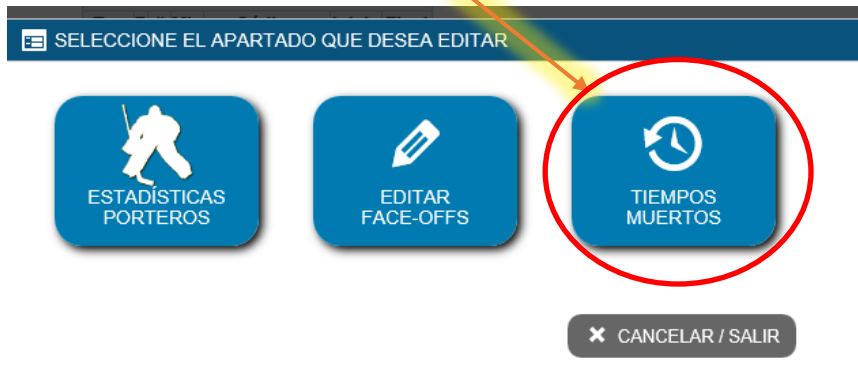 SELECCIONE EL APARTADO QUE DESEA EDITAR
ESTADÍSTICAS
PORTEROS
EDITAR
FACE-OFFS
TIEMPOS
MUERTOS
CANCELAR / SALIR